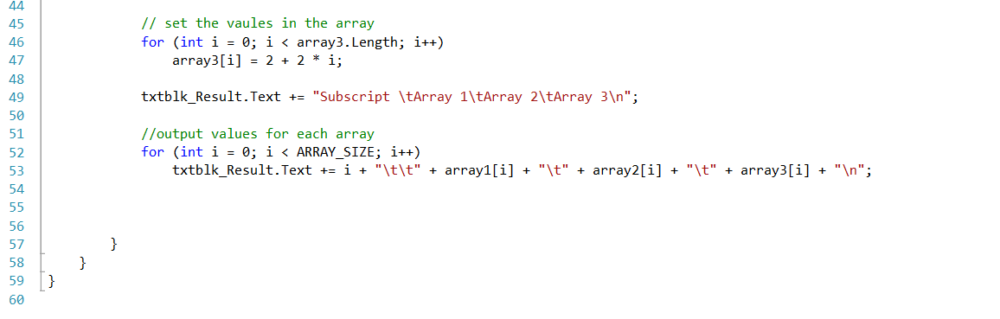 44
45 // set the vaules in the array
46 for (int i = 0; i < array3.Length; i++)
47 array3[i] = 2 + 2 * i;
48
49 txtblk_Result.Text += "Subscript \tArray 1\tArray 2\tArray 3\n";
50
51 //output values for each array
52 for (int i = 0; i < ARRAY_SIZE; i++)
53 txtblk_Result.Text += i + "\t\t" + array1[i] + "\t" + array2[i] + "\t" + array3[i] + "\n";
54
55
56
57 }
58 }
59 }
60